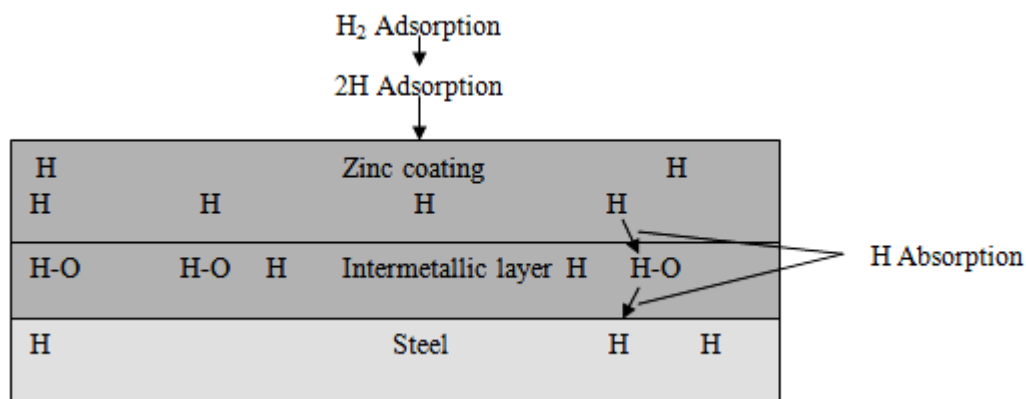 H₂ Adsorption
2H Adsorption
H Zinc coating H
H H H H
H-O H-O H Intermetallic layer H H-O
H Absorption
H Steel H H